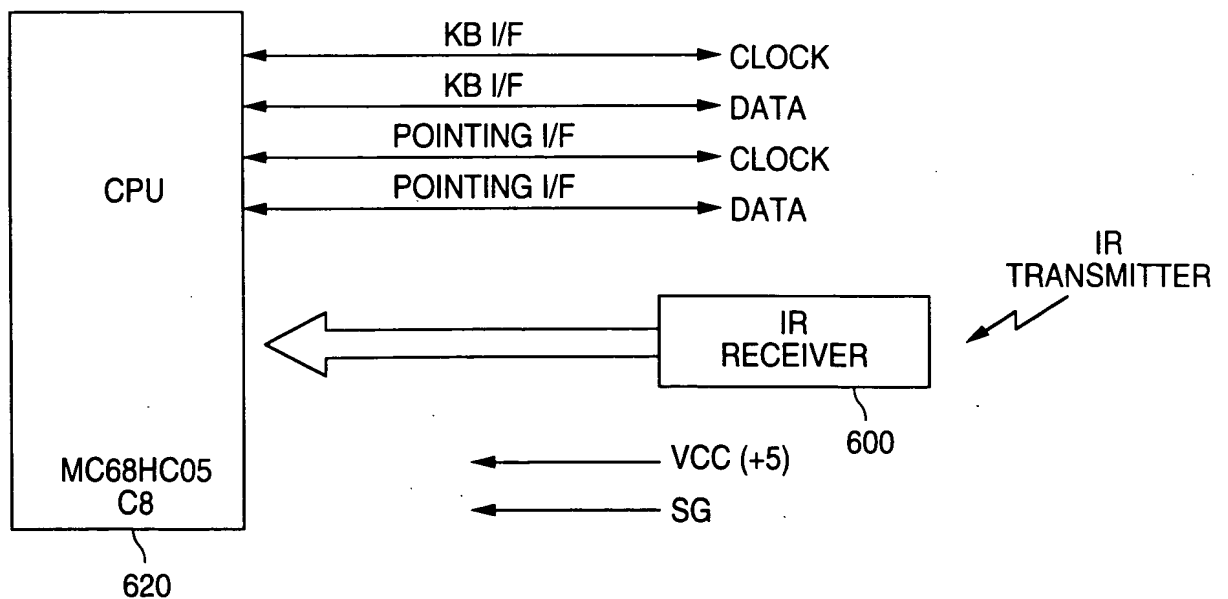 KB I/F
CLOCK
KB I/F
DATA
POINTING I/F
CLOCK
POINTING I/F
DATA
CPU
IR
TRANSMITTER
IR
RECEIVER
600
VCC (+5)
SG
MC68HC05
C8
620